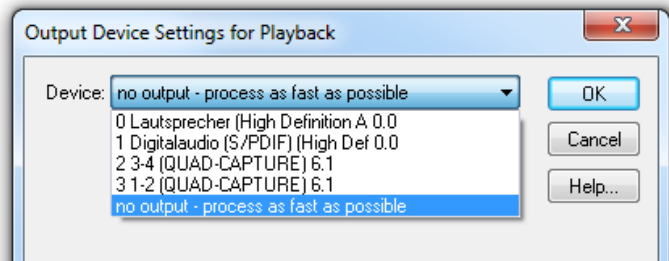 Output Device Settings for Playback
Device: no output - process as fast as possible OK
0 Lautsprecher (High Definition A 0.0
1 Digitalaudio (S/PDIF) (High Def 0.0 Cancel
2 3-4 (QUAD-CAPTURE) 6.1
3 1-2 (QUAD-CAPTURE) 6.1 Help...
no output - process as fast as possible